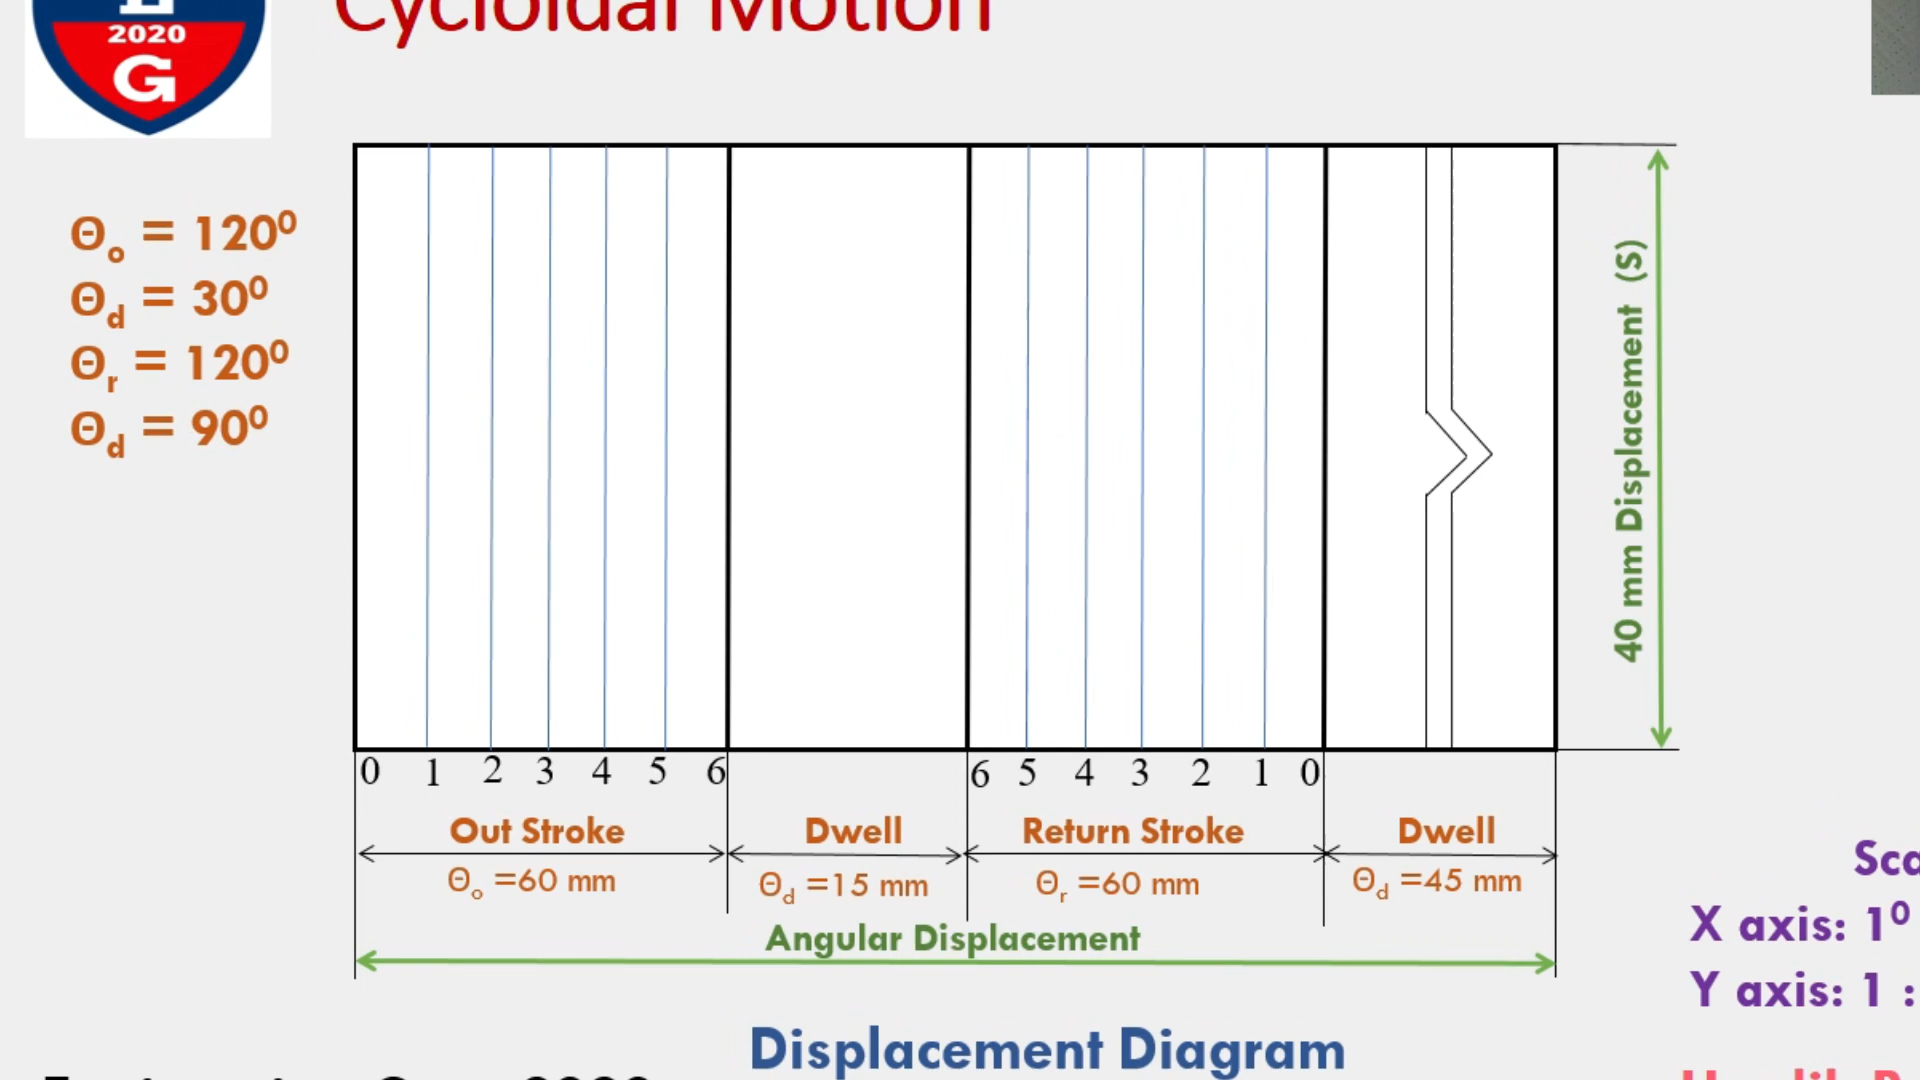 2020
G
Cycloidal Motion
Θo = 120⁰
Θd = 30⁰
Θr = 120⁰
Θd = 90⁰
40 mm Displacement (S)
0 1 2 3 4 5 6 6 5 4 3 2 1 0
Out Stroke Dwell Return Stroke Dwell
Θo =60 mm Θd =15 mm Θr =60 mm Θd =45 mm
Angular Displacement
X axis: 1⁰
Y axis: 1 :
Displacement Diagram